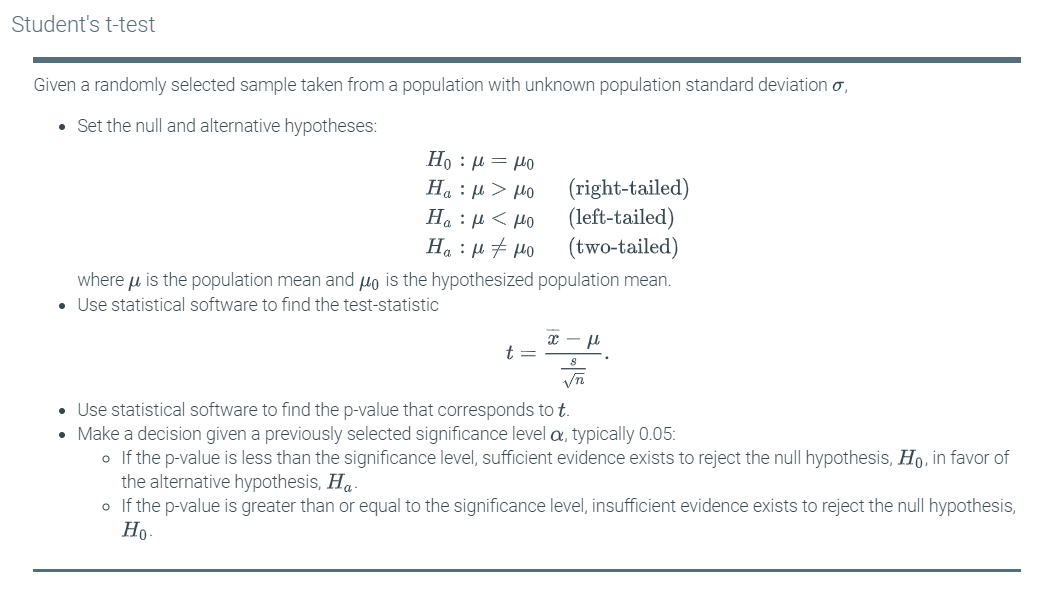 Student's t-test
Given a randomly selected sample taken from a population with unknown population standard deviation σ,
• Set the null and alternative hypotheses:
H₀ : μ = μ₀
Hₐ : μ > μ₀ (right-tailed)
Hₐ : μ < μ₀ (left-tailed)
Hₐ : μ ≠ μ₀ (two-tailed)
where μ is the population mean and μ₀ is the hypothesized population mean.
• Use statistical software to find the test-statistic
t = (x̅ − μ) / (s / √n).
• Use statistical software to find the p-value that corresponds to t.
• Make a decision given a previously selected significance level α, typically 0.05:
∘ If the p-value is less than the significance level, sufficient evidence exists to reject the null hypothesis, H₀, in favor of
the alternative hypothesis, Hₐ.
∘ If the p-value is greater than or equal to the significance level, insufficient evidence exists to reject the null hypothesis,
H₀.